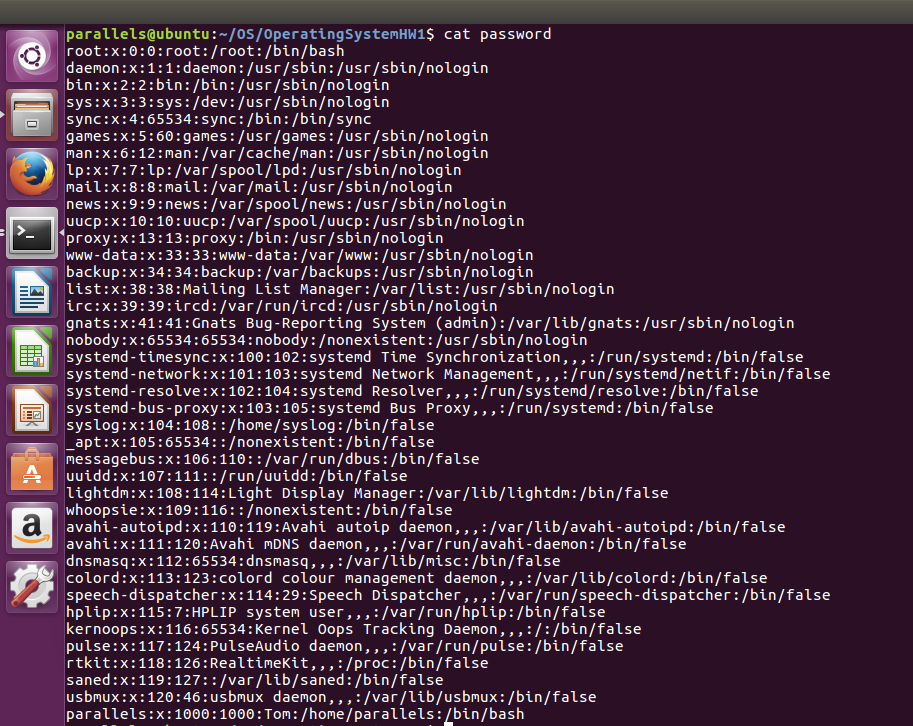 parallels@ubuntu:~/OS/OperatingSystemHW1$ cat password
root:x:0:0:root:/root:/bin/bash
daemon:x:1:1:daemon:/usr/sbin:/usr/sbin/nologin
bin:x:2:2:bin:/bin:/usr/sbin/nologin
sys:x:3:3:sys:/dev:/usr/sbin/nologin
sync:x:4:65534:sync:/bin:/bin/sync
games:x:5:60:games:/usr/games:/usr/sbin/nologin
man:x:6:12:man:/var/cache/man:/usr/sbin/nologin
lp:x:7:7:lp:/var/spool/lpd:/usr/sbin/nologin
mail:x:8:8:mail:/var/mail:/usr/sbin/nologin
news:x:9:9:news:/var/spool/news:/usr/sbin/nologin
uucp:x:10:10:uucp:/var/spool/uucp:/usr/sbin/nologin
proxy:x:13:13:proxy:/bin:/usr/sbin/nologin
www-data:x:33:33:www-data:/var/www:/usr/sbin/nologin
backup:x:34:34:backup:/var/backups:/usr/sbin/nologin
list:x:38:38:Mailing List Manager:/var/list:/usr/sbin/nologin
irc:x:39:39:ircd:/var/run/ircd:/usr/sbin/nologin
gnats:x:41:41:Gnats Bug-Reporting System (admin):/var/lib/gnats:/usr/sbin/nologin
nobody:x:65534:65534:nobody:/nonexistent:/usr/sbin/nologin
systemd-timesync:x:100:102:systemd Time Synchronization,,,:/run/systemd:/bin/false
systemd-network:x:101:103:systemd Network Management,,,:/run/systemd/netif:/bin/false
systemd-resolve:x:102:104:systemd Resolver,,,:/run/systemd/resolve:/bin/false
systemd-bus-proxy:x:103:105:systemd Bus Proxy,,,:/run/systemd:/bin/false
syslog:x:104:108::/home/syslog:/bin/false
_apt:x:105:65534::/nonexistent:/bin/false
messagebus:x:106:110::/var/run/dbus:/bin/false
uuidd:x:107:111::/run/uuidd:/bin/false
lightdm:x:108:114:Light Display Manager:/var/lib/lightdm:/bin/false
whoopsie:x:109:116::/nonexistent:/bin/false
avahi-autoipd:x:110:119:Avahi autoip daemon,,,:/var/lib/avahi-autoipd:/bin/false
avahi:x:111:120:Avahi mDNS daemon,,,:/var/run/avahi-daemon:/bin/false
dnsmasq:x:112:65534:dnsmasq,,,:/var/lib/misc:/bin/false
colord:x:113:123:colord colour management daemon,,,:/var/lib/colord:/bin/false
speech-dispatcher:x:114:29:Speech Dispatcher,,,:/var/run/speech-dispatcher:/bin/false
hplip:x:115:7:HPLIP system user,,,:/var/run/hplip:/bin/false
kernoops:x:116:65534:Kernel Oops Tracking Daemon,,,:/:/bin/false
pulse:x:117:124:PulseAudio daemon,,,:/var/run/pulse:/bin/false
rtkit:x:118:126:RealtimeKit,,,:/proc:/bin/false
saned:x:119:127::/var/lib/saned:/bin/false
usbmux:x:120:46:usbmux daemon,,,:/var/lib/usbmux:/bin/false
parallels:x:1000:1000:Tom:/home/parallels:/bin/bash